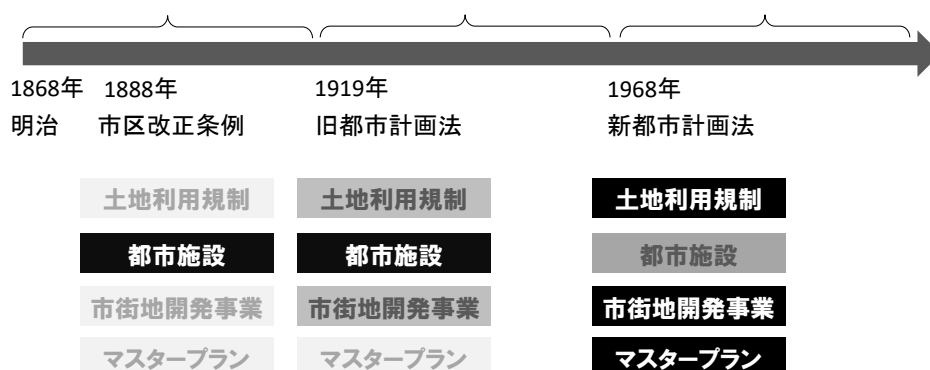 1868年 1888年 1919年 1968年
明治 市区改正条例 旧都市計画法 新都市計画法
土地利用規制 土地利用規制 土地利用規制
都市施設 都市施設 都市施設
市街地開発事業 市街地開発事業 市街地開発事業
マスタープラン マスタープラン マスタープラン